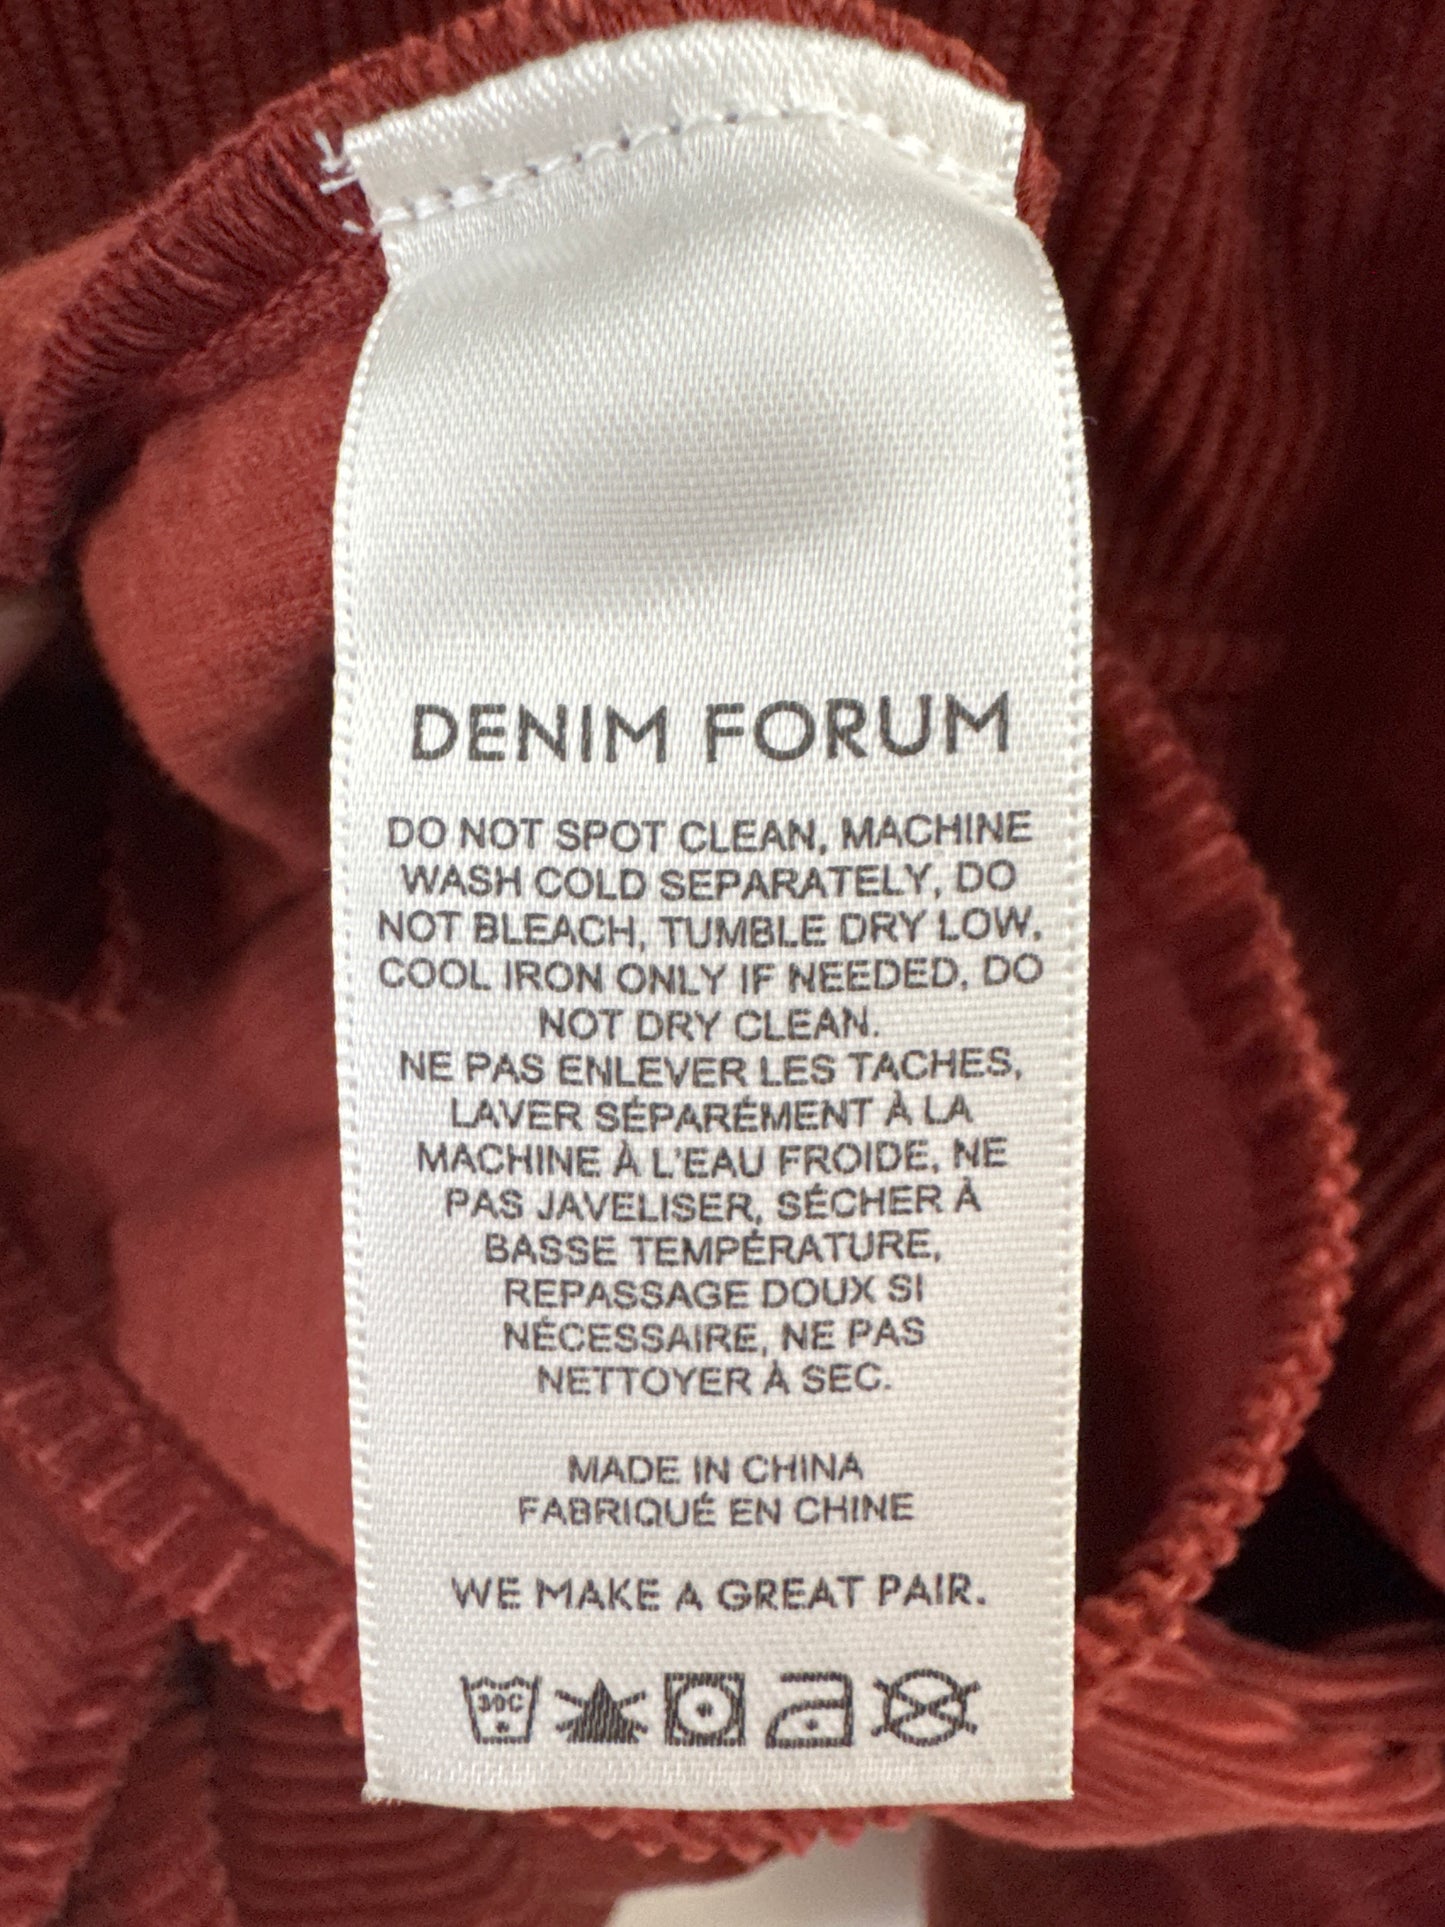 DENIM FORUM
DO NOT SPOT CLEAN, MACHINE
WASH COLD SEPARATELY, DO
NOT BLEACH, TUMBLE DRY LOW,
COOL IRON ONLY IF NEEDED, DO
NOT DRY CLEAN.
NE PAS ENLEVER LES TACHES,
LAVER SÉPARÉMENT À LA
MACHINE À L'EAU FROIDE, NE
PAS JAVELISER, SÉCHER À
BASSE TEMPÉRATURE,
REPASSAGE DOUX SI
NÉCESSAIRE, NE PAS
NETTOYER À SEC.
MADE IN CHINA
FABRIQUÉ EN CHINE
WE MAKE A GREAT PAIR.
30C